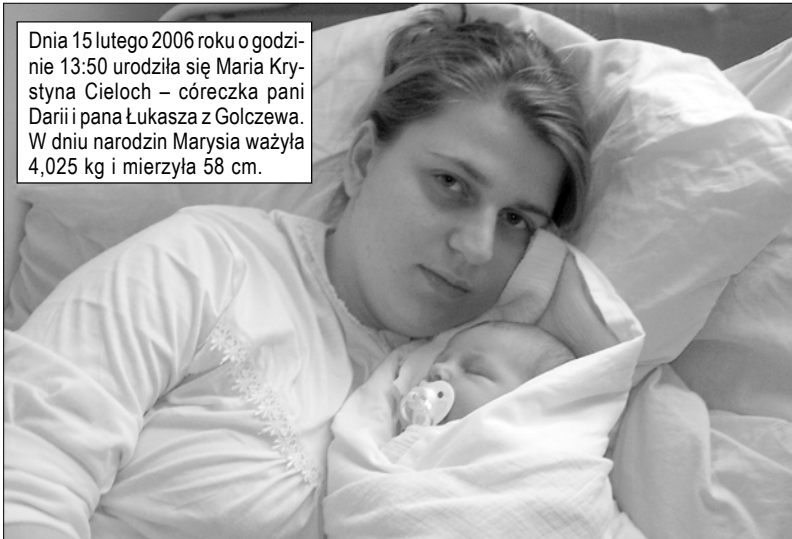 Dnia 15 lutego 2006 roku o godzi-
nie 13:50 urodziła się Maria Kry-
styna Cieloch – córeczka pani
Darii i pana Łukasza z Golczewa.
W dniu narodzin Marysia ważyła
4,025 kg i mierzyła 58 cm.